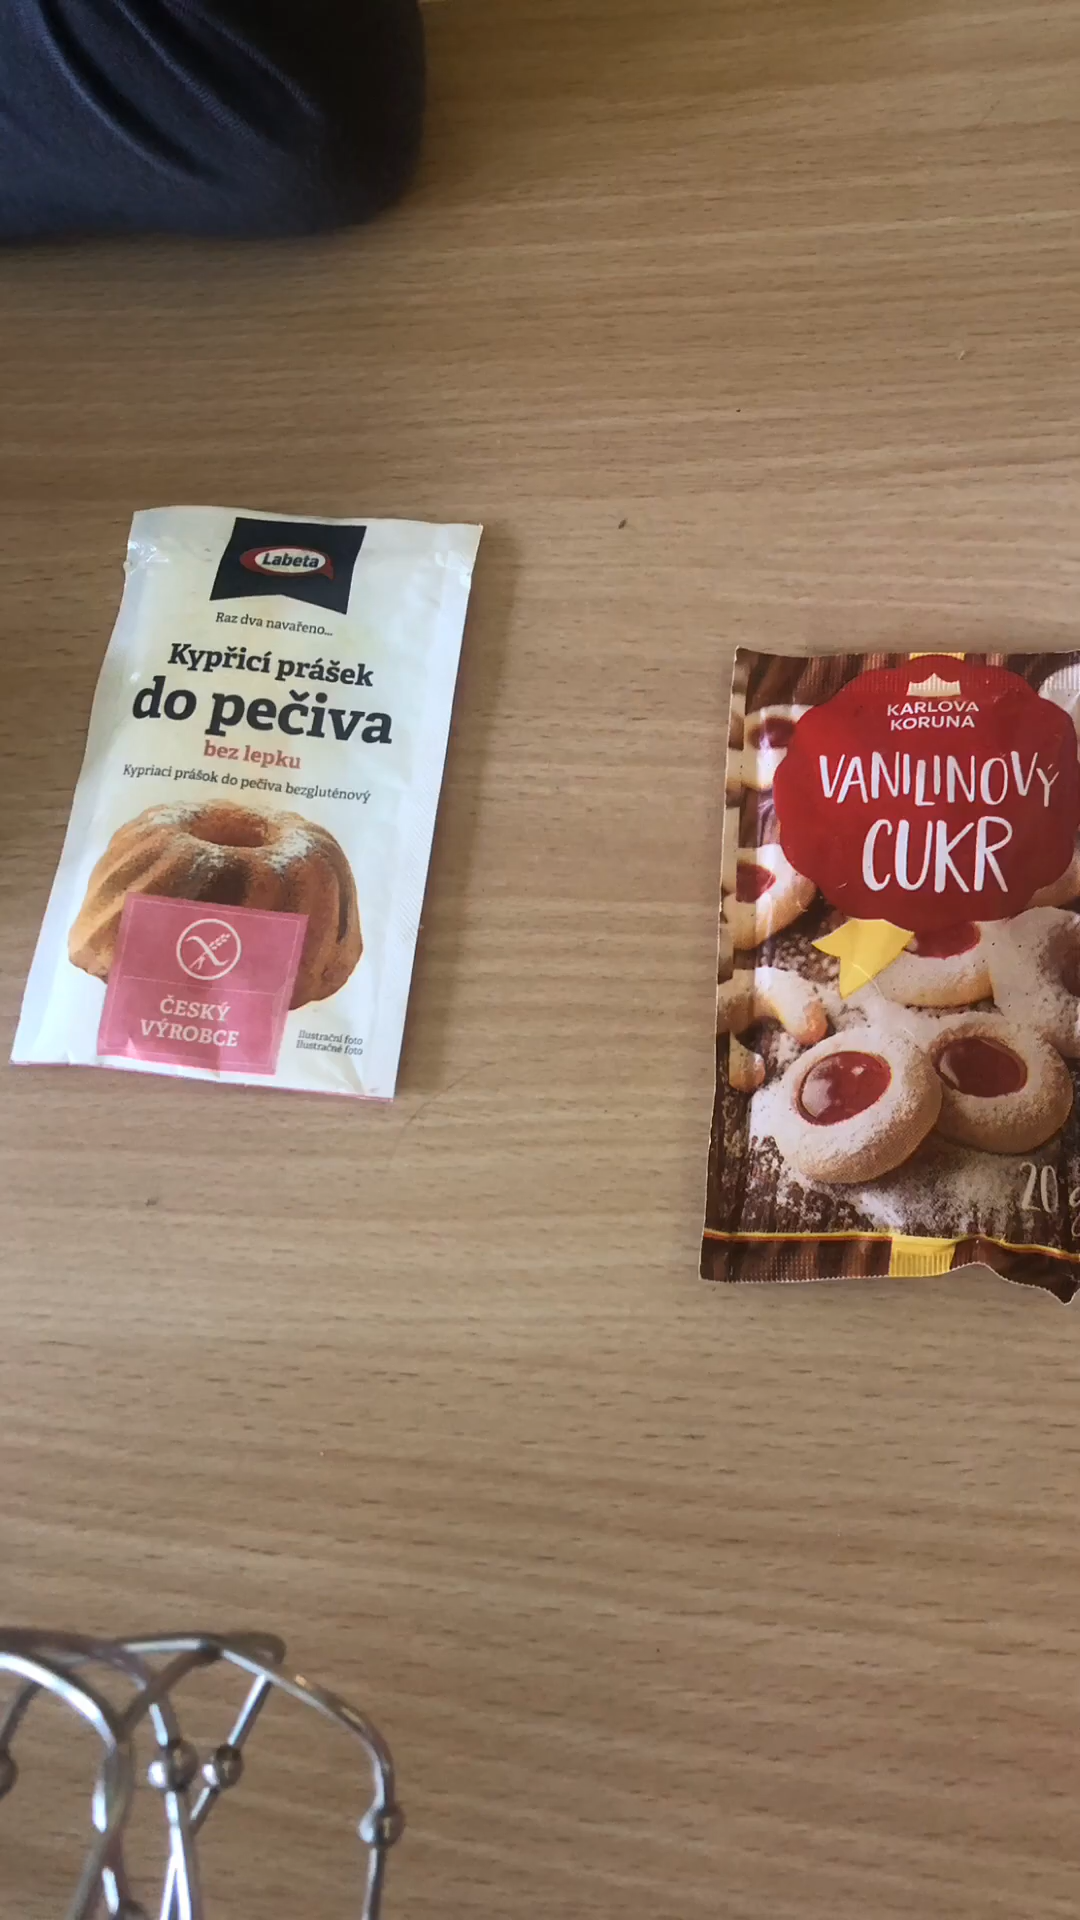 Labeta
Raz dva navařeno...
Kypřicí prášek
do pečiva
bez lepku
Kypriaci prášok do pečiva bezgluténový
ČESKÝ
VÝROBCE
Ilustrační foto
Ilustračné foto
KARLOVA
KORUNA
VANILINOVÝ
CUKR
20 g